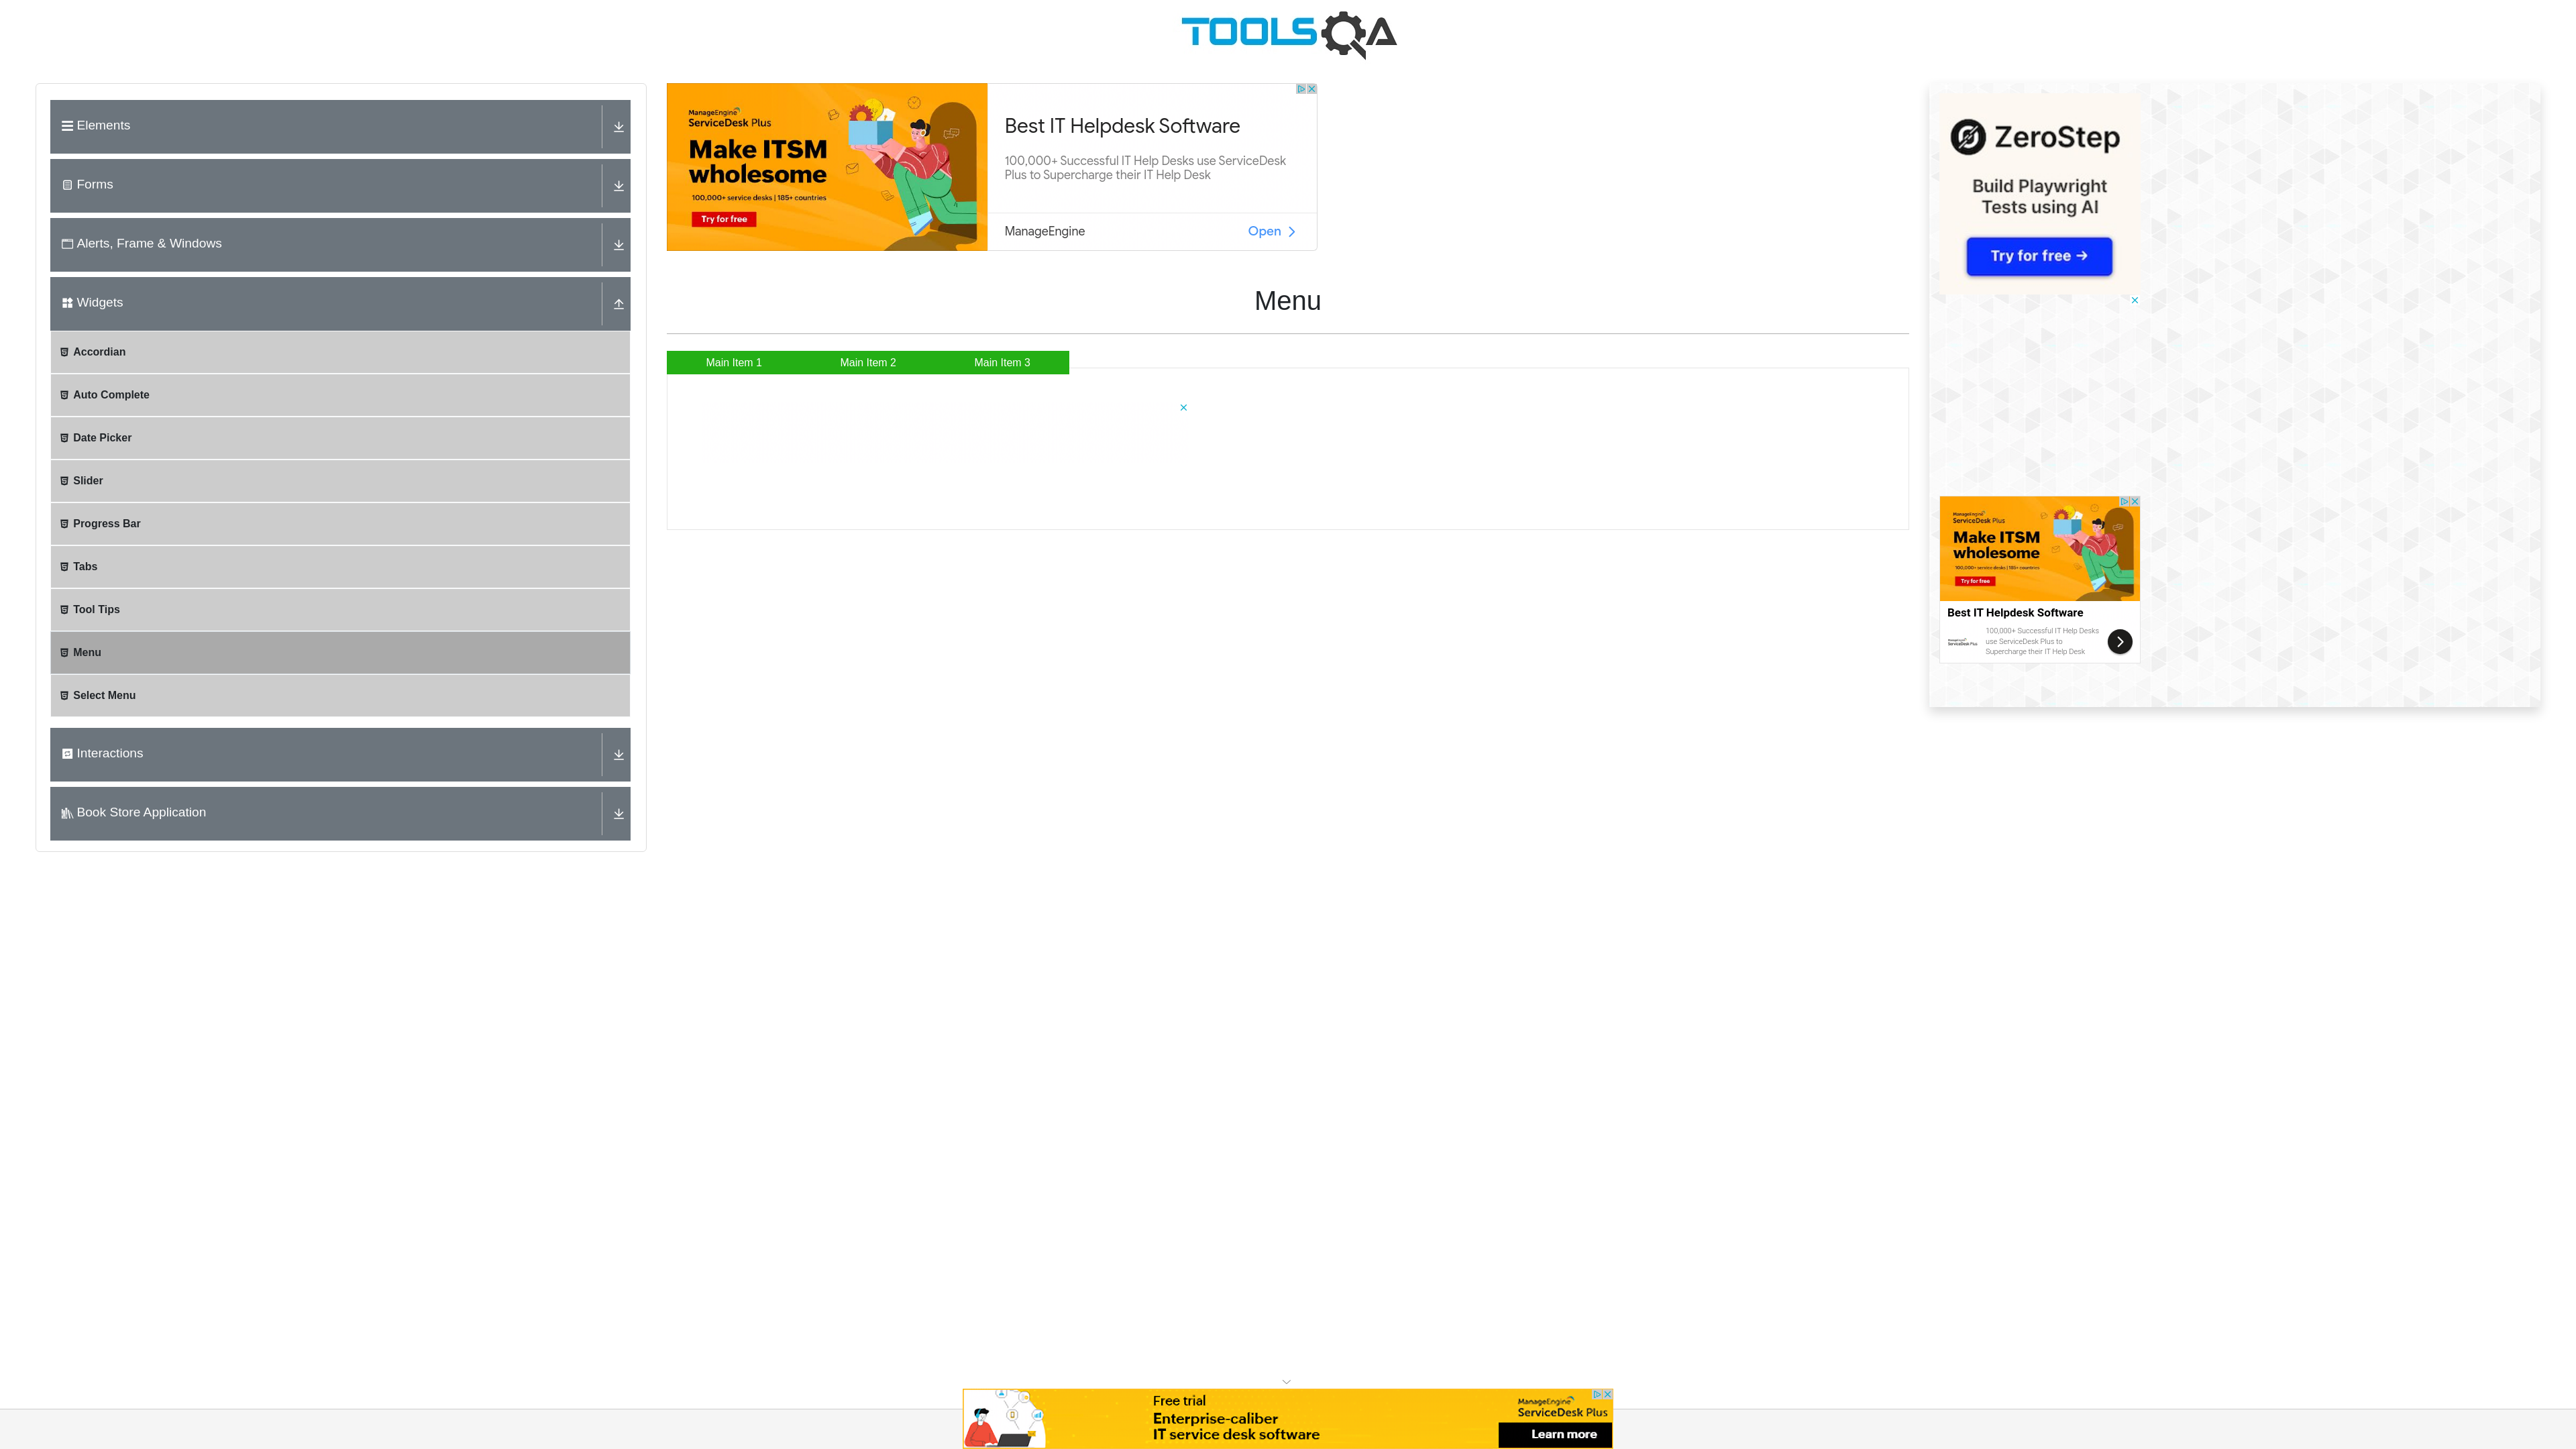 TOOLSQA
Elements
Forms
Alerts, Frame & Windows
Widgets
Accordian
Auto Complete
Date Picker
Slider
Progress Bar
Tabs
Tool Tips
Menu
Select Menu
Interactions
Book Store Application
ManageEngine
ServiceDesk Plus
Make ITSM
wholesome
100,000+ service desks | 185+ countries
Try for free
Best IT Helpdesk Software
100,000+ Successful IT Help Desks use ServiceDesk
Plus to Supercharge their IT Help Desk
ManageEngine
Open
Menu
Main Item 1
Main Item 2
Main Item 3
ZeroStep
Build Playwright
Tests using AI
Try for free →
ManageEngine
ServiceDesk Plus
Make ITSM
wholesome
100,000+ service desks | 185+ countries
Try for free
Best IT Helpdesk Software
ServiceDesk Plus
100,000+ Successful IT Help Desks
use ServiceDesk Plus to
Supercharge their IT Help Desk
Free trial
Enterprise-caliber
IT service desk software
ManageEngine
ServiceDesk Plus
Learn more